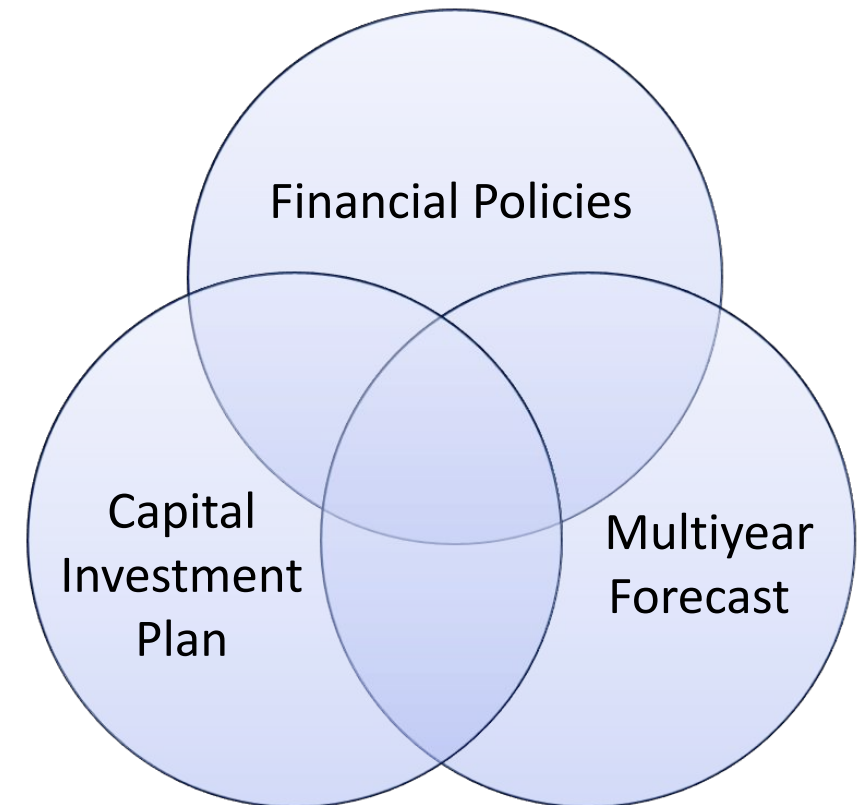 Financial Policies
Capital
Investment
Plan
Multiyear
Forecast